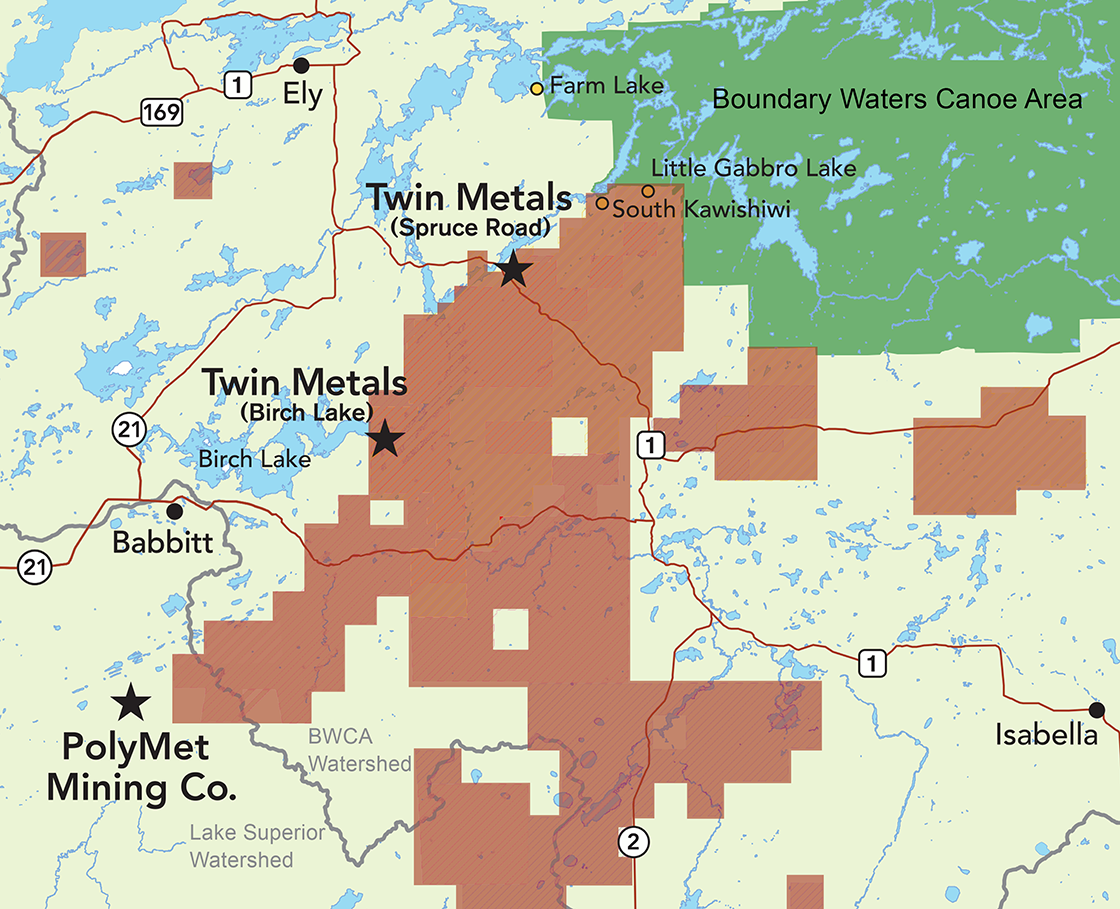 1
Ely
169
Farm Lake
Boundary Waters Canoe Area
Little Gabbro Lake
South Kawishiwi
Twin Metals
(Spruce Road)
Twin Metals
(Birch Lake)
21
Birch Lake
1
Babbitt
21
1
PolyMet
Mining Co.
BWCA
Watershed
Isabella
Lake Superior
Watershed
2